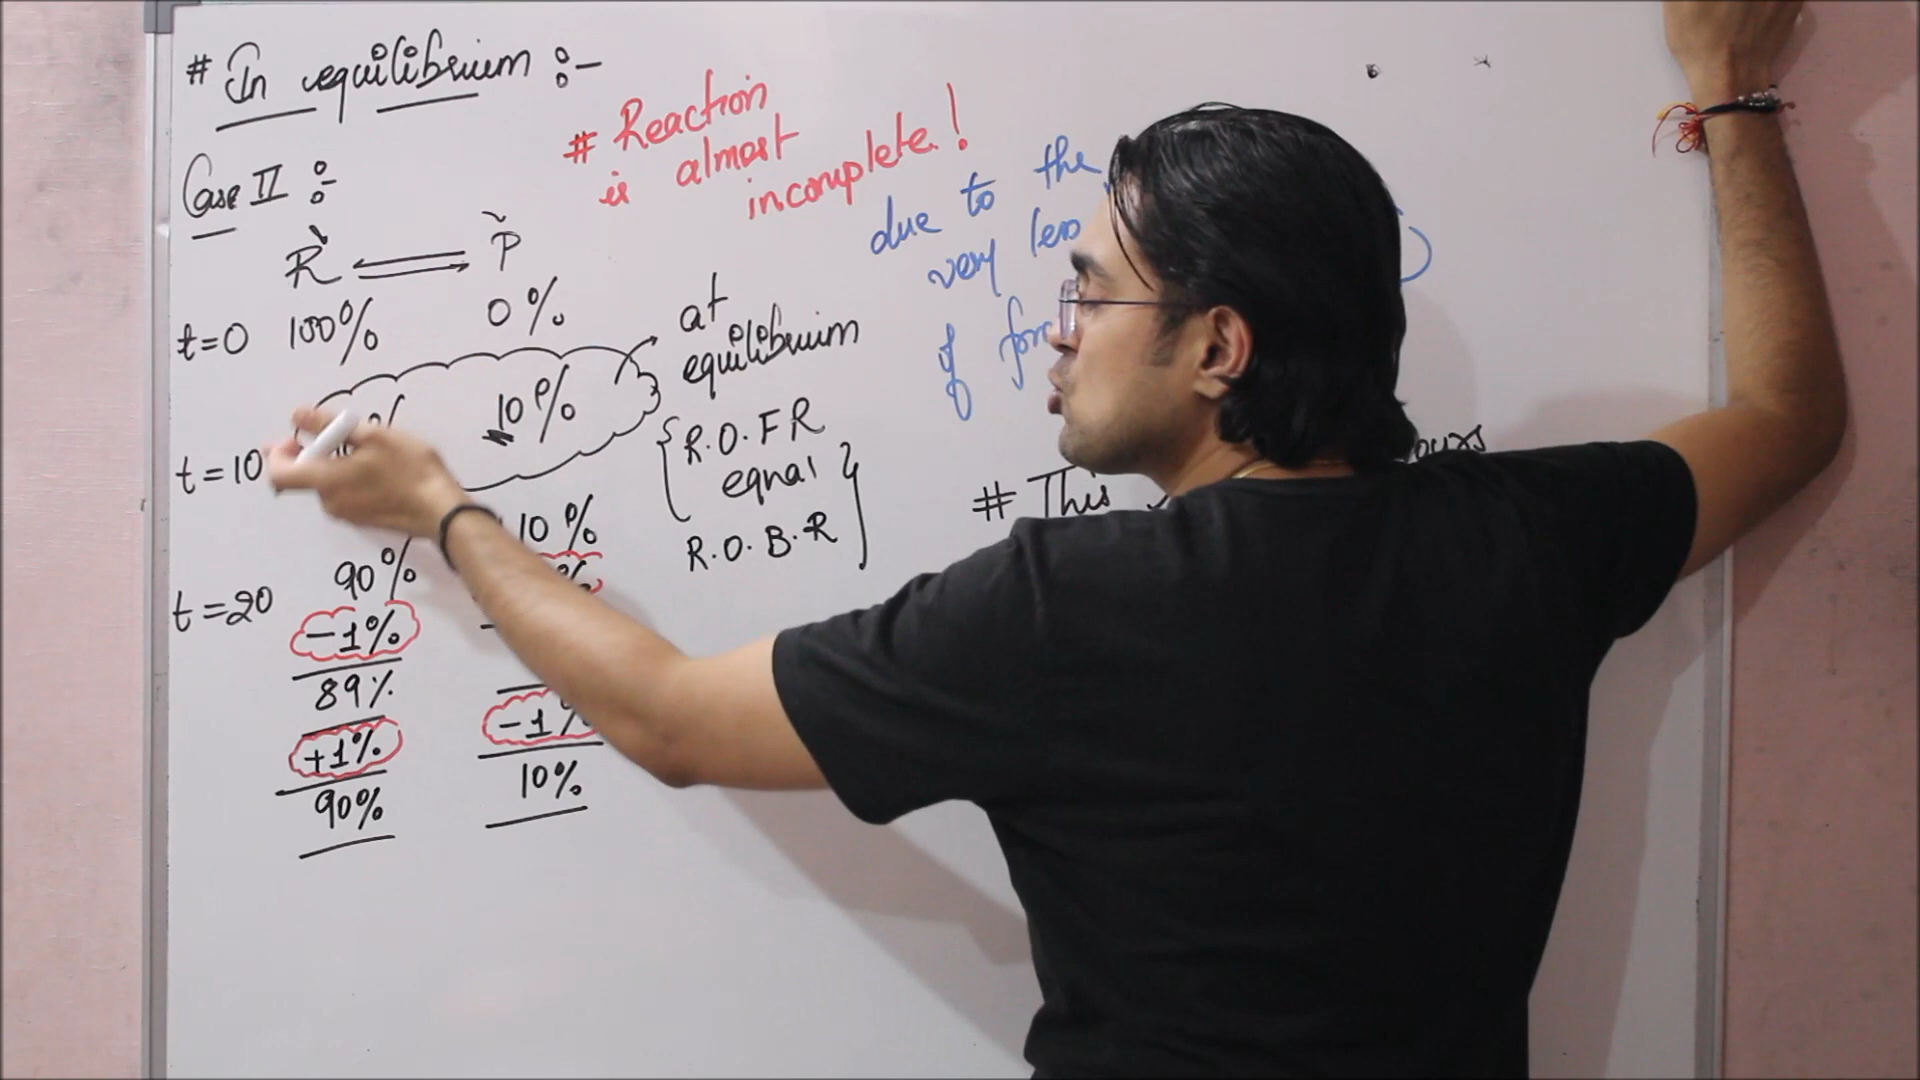 # In equilibrium :-
# Reaction
is almost
incomplete!
Case II :-
R ⇌ P
t=0 100% 0%
t=10 10%
at
equilibrium
{R.O.F R
equal
R.O.B.R}
t=20 90% 10%
-1%
89%
+1% -1%
90% 10%
due to the
very less
of
# This